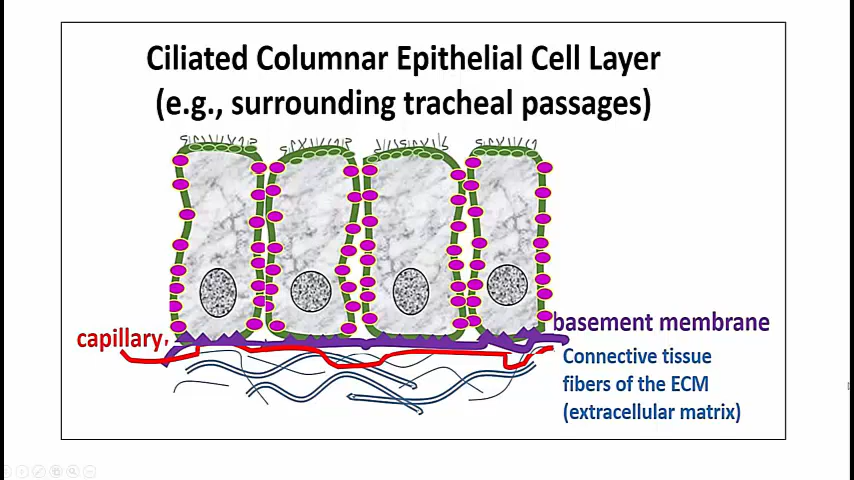 Ciliated Columnar Epithelial Cell Layer
(e.g., surrounding tracheal passages)
capillary
basement membrane
Connective tissue
fibers of the ECM
(extracellular matrix)